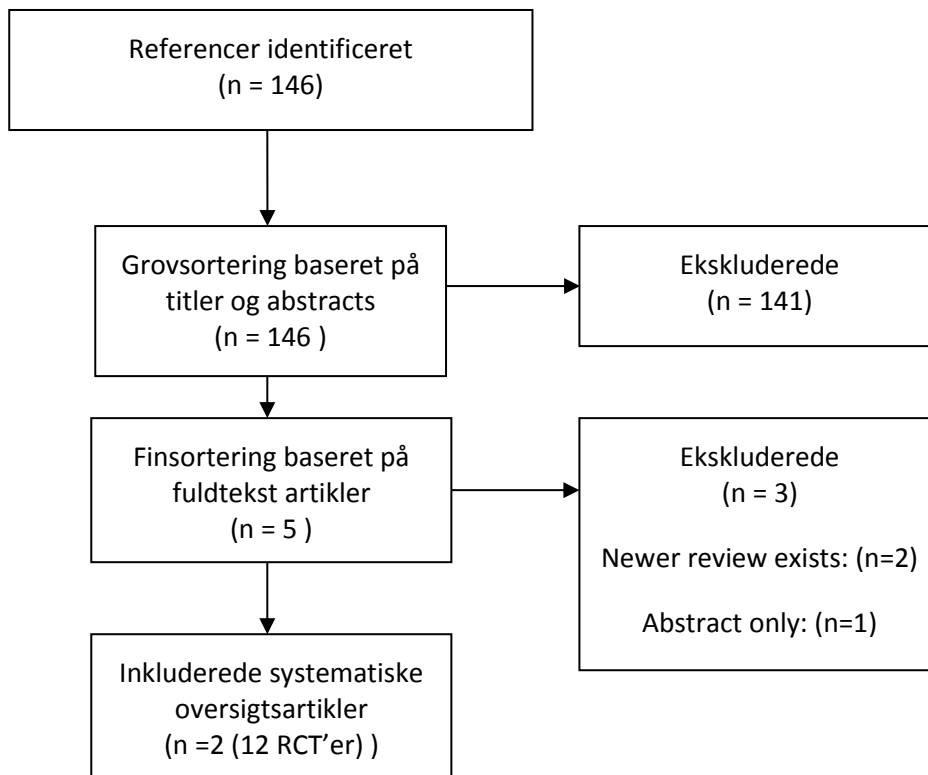 Referencer identificeret
(n = 146)
Grovsortering baseret på
titler og abstracts
(n = 146 )
Ekskluderede
(n = 141)
Finsortering baseret på
fuldtekst artikler
(n = 5 )
Ekskluderede
(n = 3)
Newer review exists: (n=2)
Abstract only: (n=1)
Inkluderede systematiske
oversigtsartikler
(n =2 (12 RCT’er) )